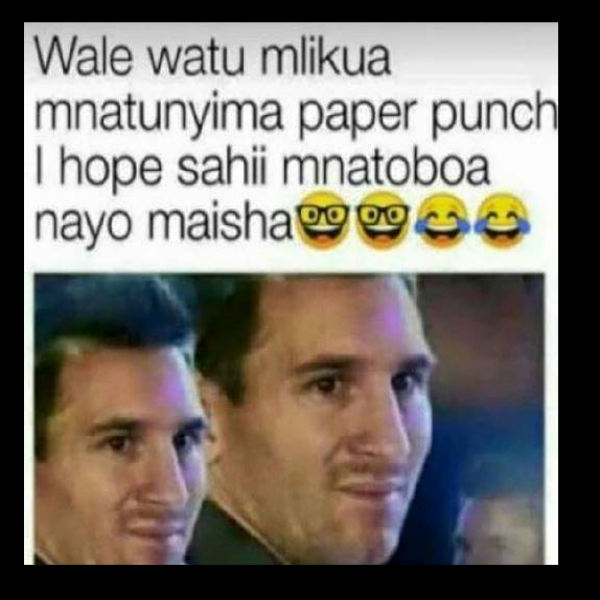 Wale watu mlikua
mnatunyima paper punch
I hope sahii mnatoboa
nayo maisha🤓🤓😂😂